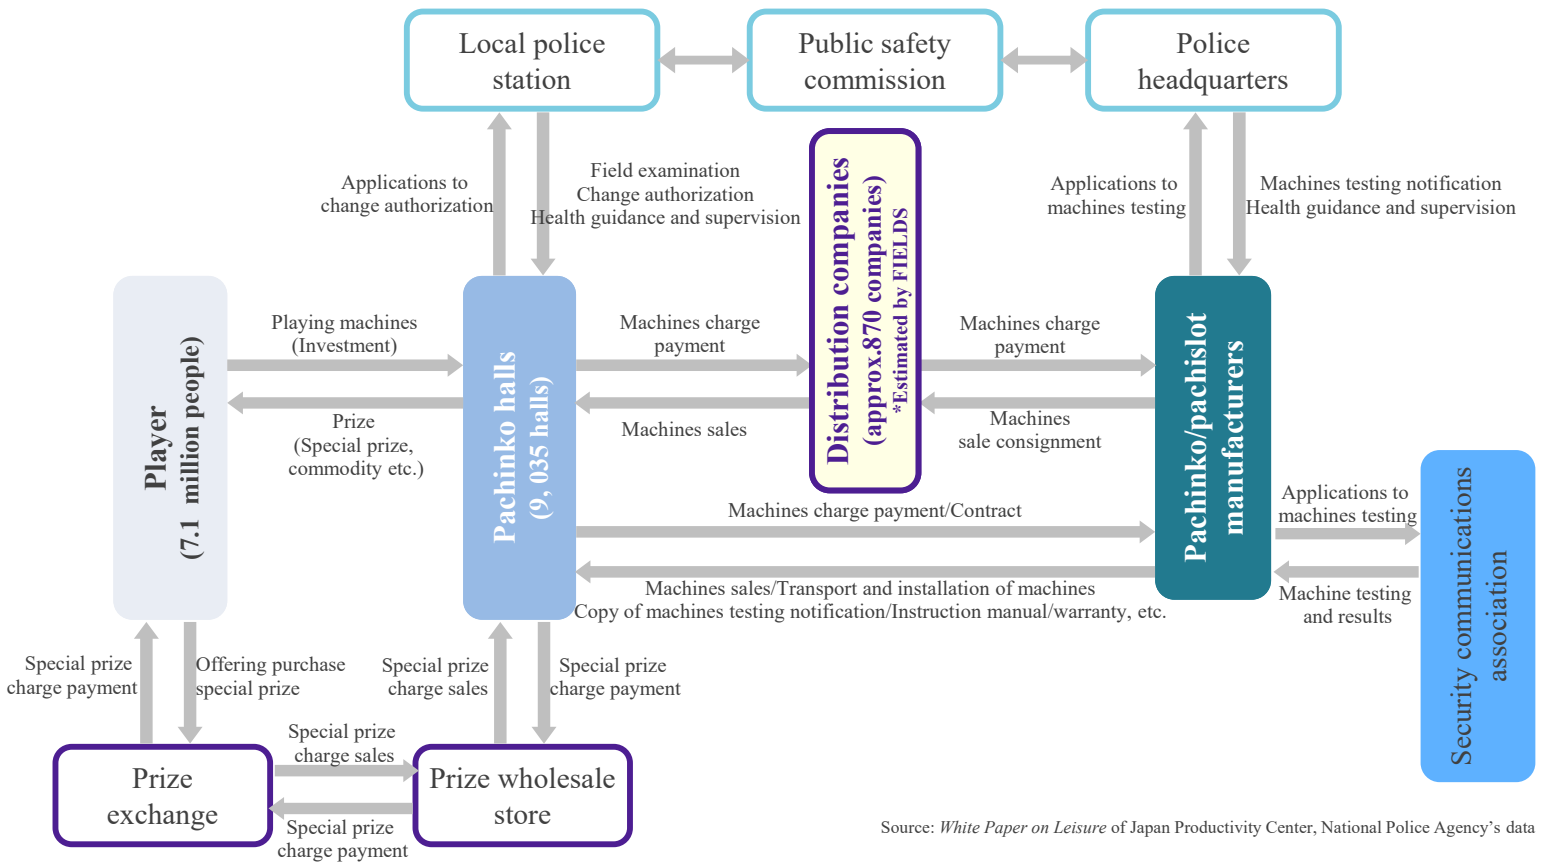 Local police
station
Public safety
commission
Police
headquarters
Applications to
change authorization
Field examination
Change authorization
Health guidance and supervision
Distribution companies
(approx.870 companies)
*Estimated by FIELDS
Applications to
machines testing
Machines testing notification
Health guidance and supervision
Player
(7.1 million people)
Playing machines
(Investment)
Prize
(Special prize,
commodity etc.)
Pachinko halls
(9, 035 halls)
Machines charge
payment
Machines sales
Machines charge
payment
Machines
sale consignment
Pachinko/pachislot
manufacturers
Machines charge payment/Contract
Machines sales/Transport and installation of machines
Copy of machines testing notification/Instruction manual/warranty, etc.
Applications to
machines testing
Machine testing
and results
Security communications
association
Special prize
charge payment
Offering purchase
special prize
Special prize
charge sales
Special prize
charge payment
Prize
exchange
Special prize
charge sales
Special prize
charge payment
Prize wholesale
store
Source: White Paper on Leisure of Japan Productivity Center, National Police Agency’s data